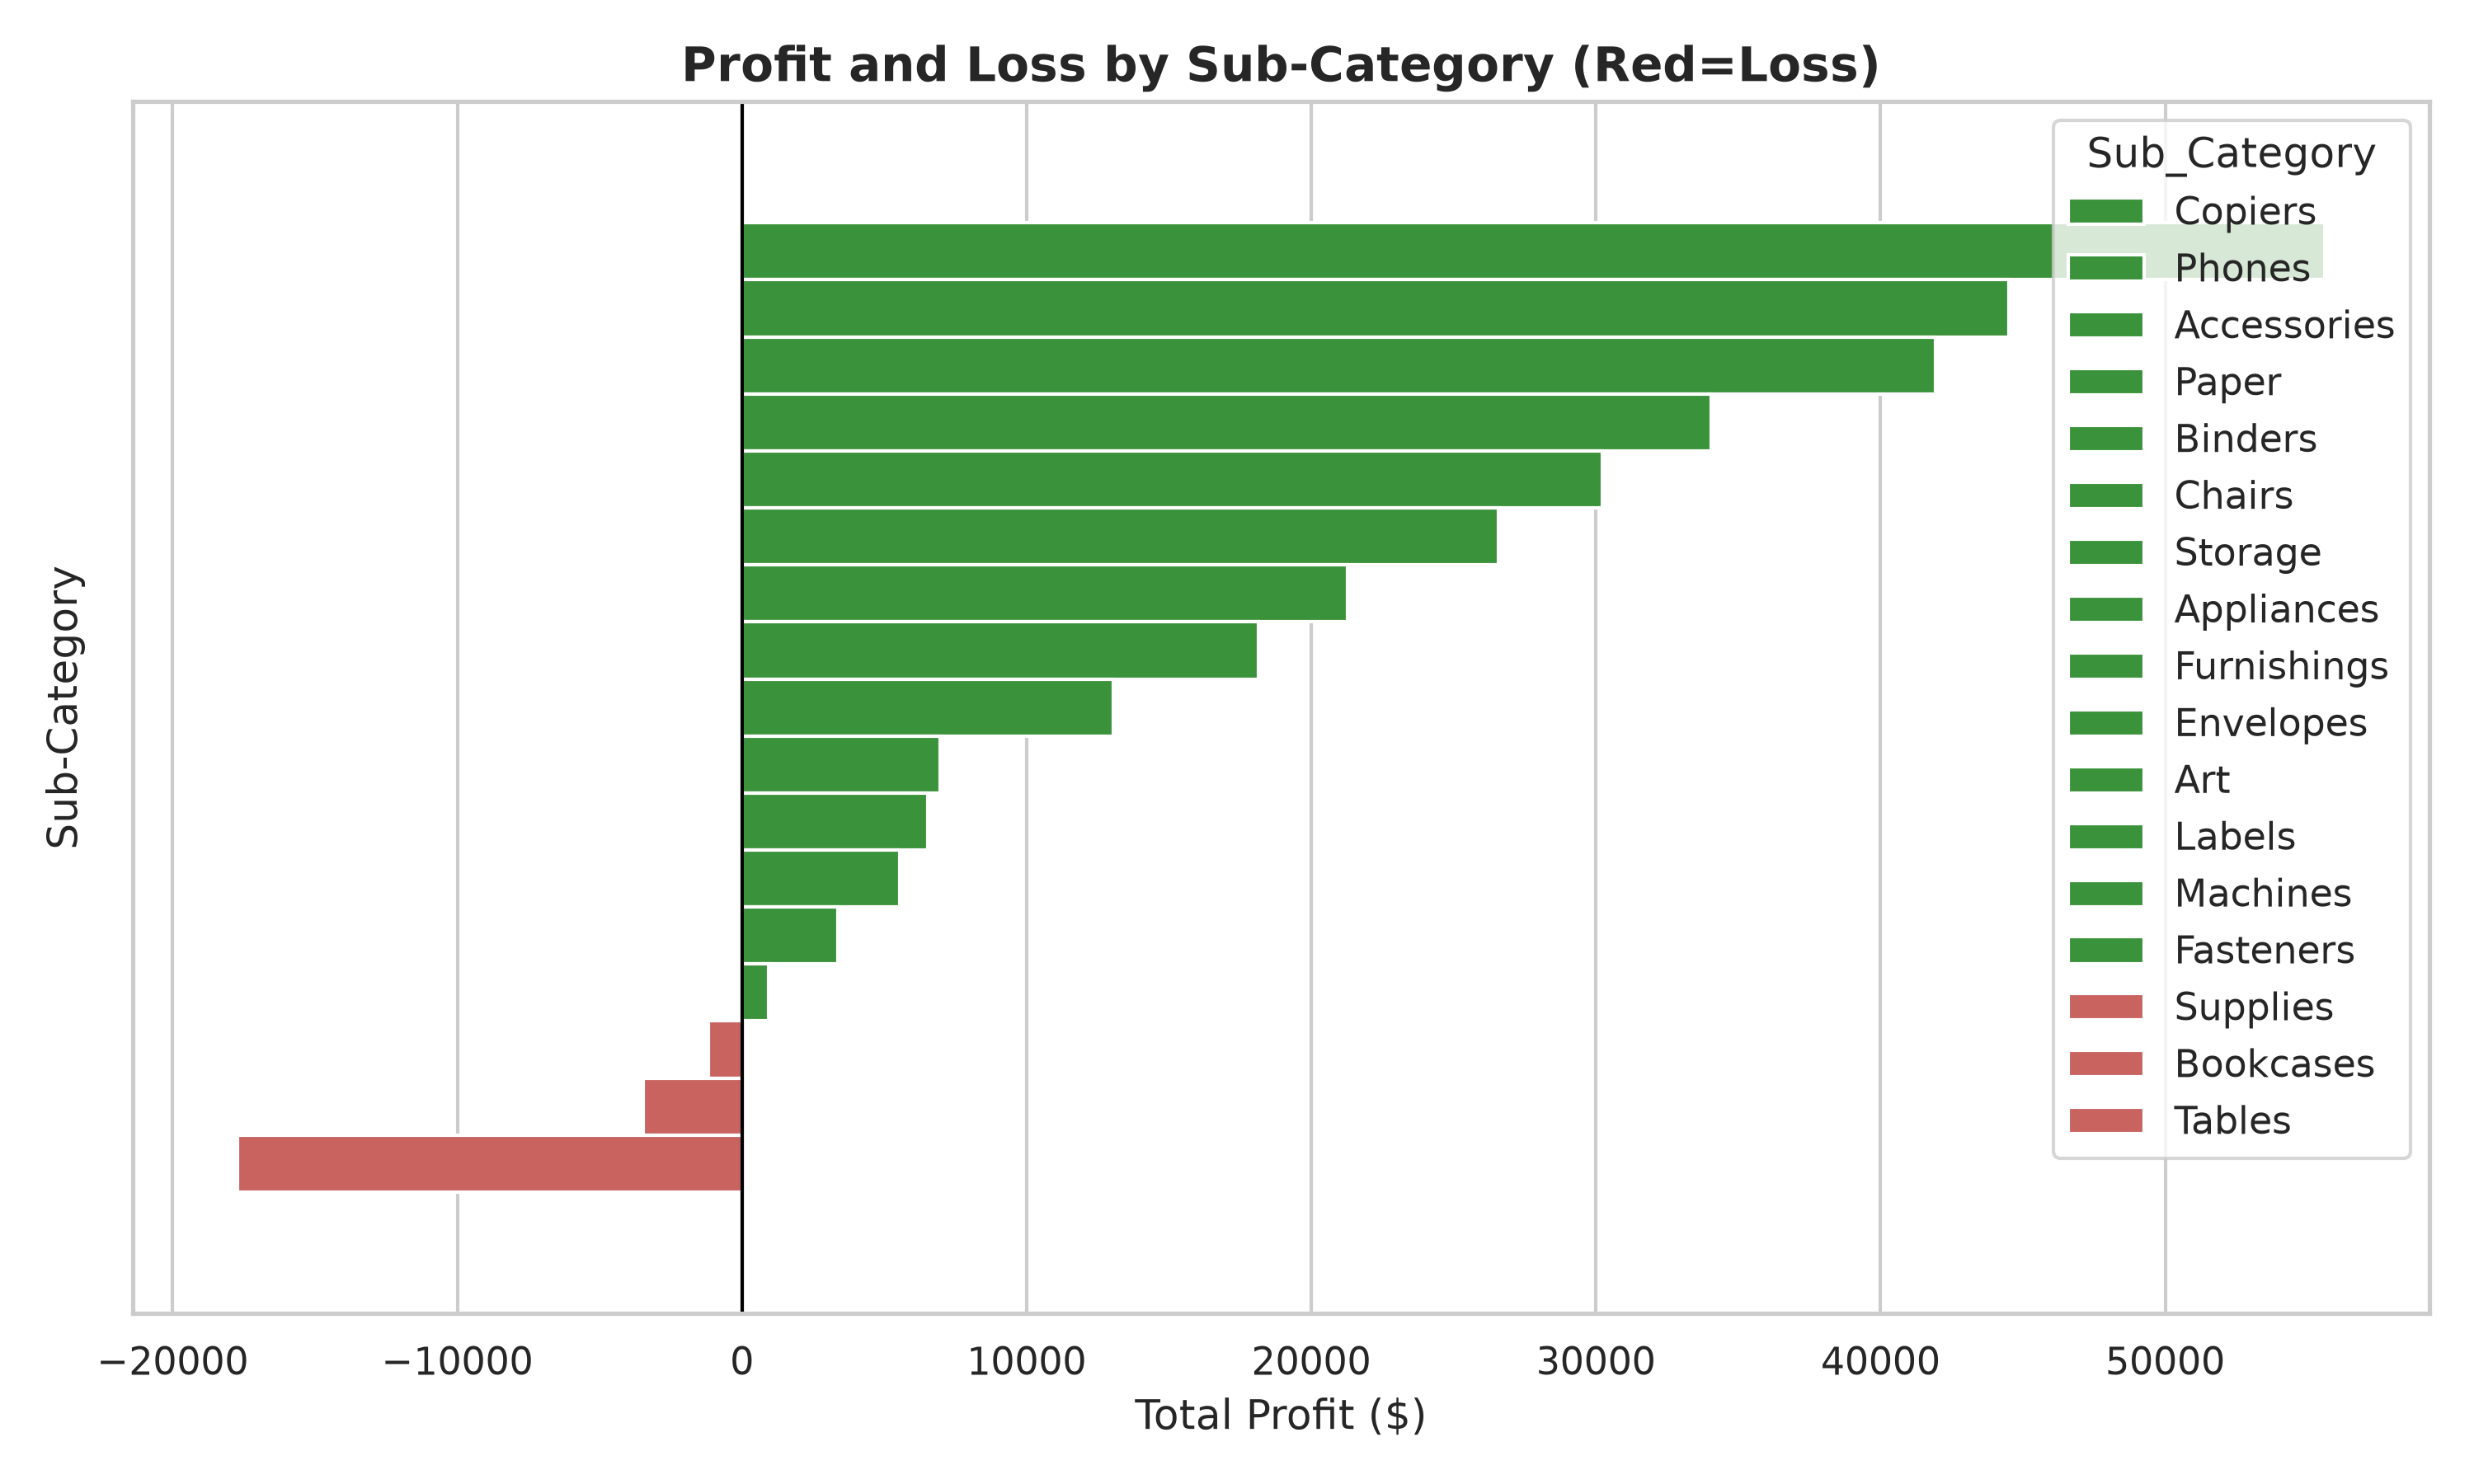 Profit and Loss by Sub-Category (Red=Loss)
Sub_Category
Copiers
Phones
Accessories
Paper
Binders
Chairs
Storage
Appliances
Furnishings
Envelopes
Art
Labels
Machines
Fasteners
Supplies
Bookcases
Tables
Sub-Category
−20000 −10000 0 10000 20000 30000 40000 50000
Total Profit ($)